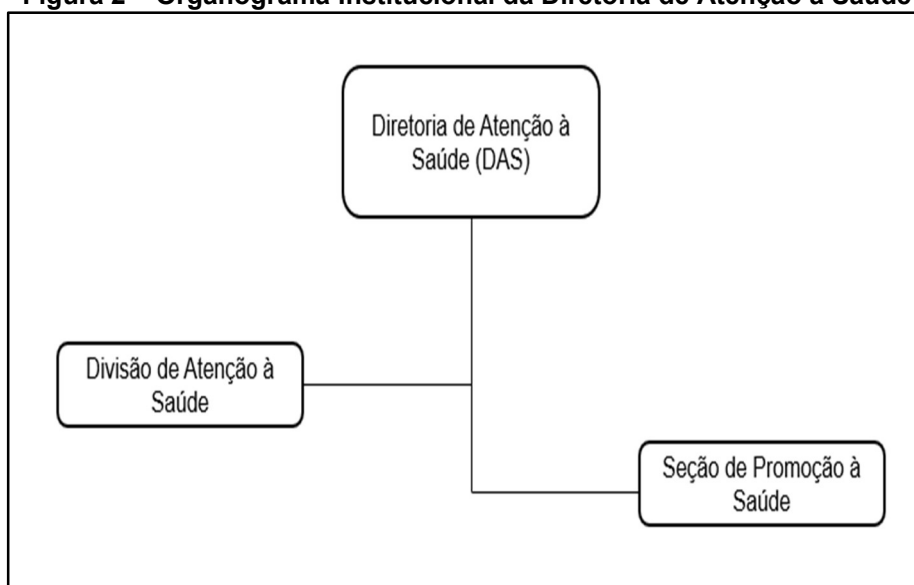 Figura 2 – Organograma Institucional da Diretoria de Atenção à Saúde
Diretoria de Atenção à
Saúde (DAS)
Divisão de Atenção à
Saúde
Seção de Promoção à
Saúde